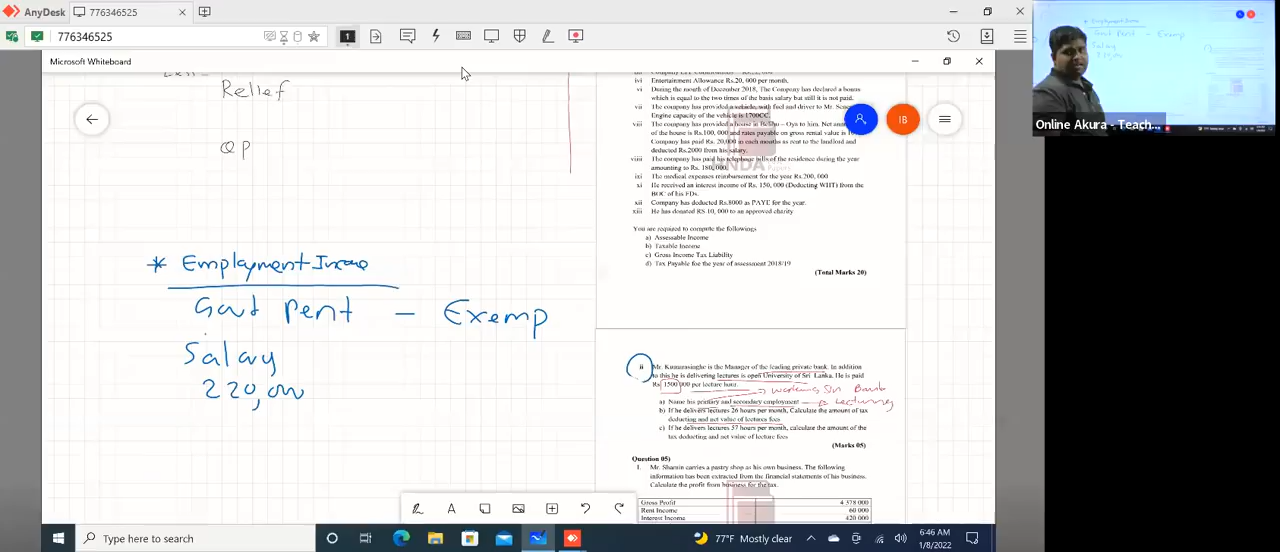 AnyDesk
776346525
776346525
1
Microsoft Whiteboard
Relief
QP
* Employment Income
Govt Pent - Exemp
Salary
220,000
IB
Online Akura - Teach...
Entertainment Allowance Rs.20, 000 per month.
During the month of December 2018, The Company has declared a bonus
which is equal to the two times of the basis salary but still it is not paid.
vii The company has provided a vehicle, with fuel and driver to Mr.
Engine capacity of the vehicle is 1700CC.
viii The company has provided a house in to him. Net
of the house is Rs.100, 000 and rates payable on gross rental value is
Company has paid Rs. 20,000 in each months as rent to the landlord and
deducted Rs.2000 from his salary.
viiii The company has paid his telephone bills of the residence during the year
amounting to Rs. 180, 000.
ixi The medical expenses reimbursement for the year Rs.200, 000
xi He received an interest income of Rs. 150, 000 (Deducting WHT) from the
BOC of his FDs.
xii Company has deducted Rs.8000 as PAYE for the year.
xiii He has donated RS 10, 000 to an approved charity
You are required to compute the followings
a) Assessable Income
b) Taxable Income
c) Gross Income Tax Liability
d) Tax Payable for the year of assessment 2018/19
(Total Marks 20)
ii Mr. Kumarasinghe is the Manager of the leading private bank. In addition
to this he is delivering lectures is open University of Sri Lanka. He is paid
Rs 1500 000 per lecture hour.
a) Name his primary and secondary employment
b) If he delivers lectures 26 hours per month, Calculate the amount of tax
deducting and net value of lectures fees
c) If he delivers lectures 57 hours per month, calculate the amount of the
tax deducting and net value of lecture fees
(Marks 05)
Question 05)
1. Mr. Shamin carries a pastry shop as his own business. The following
information has been extracted from the financial statements of his business.
Calculate the profit from business for the tax.
Gross Profit 4 378 000
Rent Income 60 000
Interest Income 420 000
Type here to search
77°F Mostly clear
6:46 AM
1/8/2022